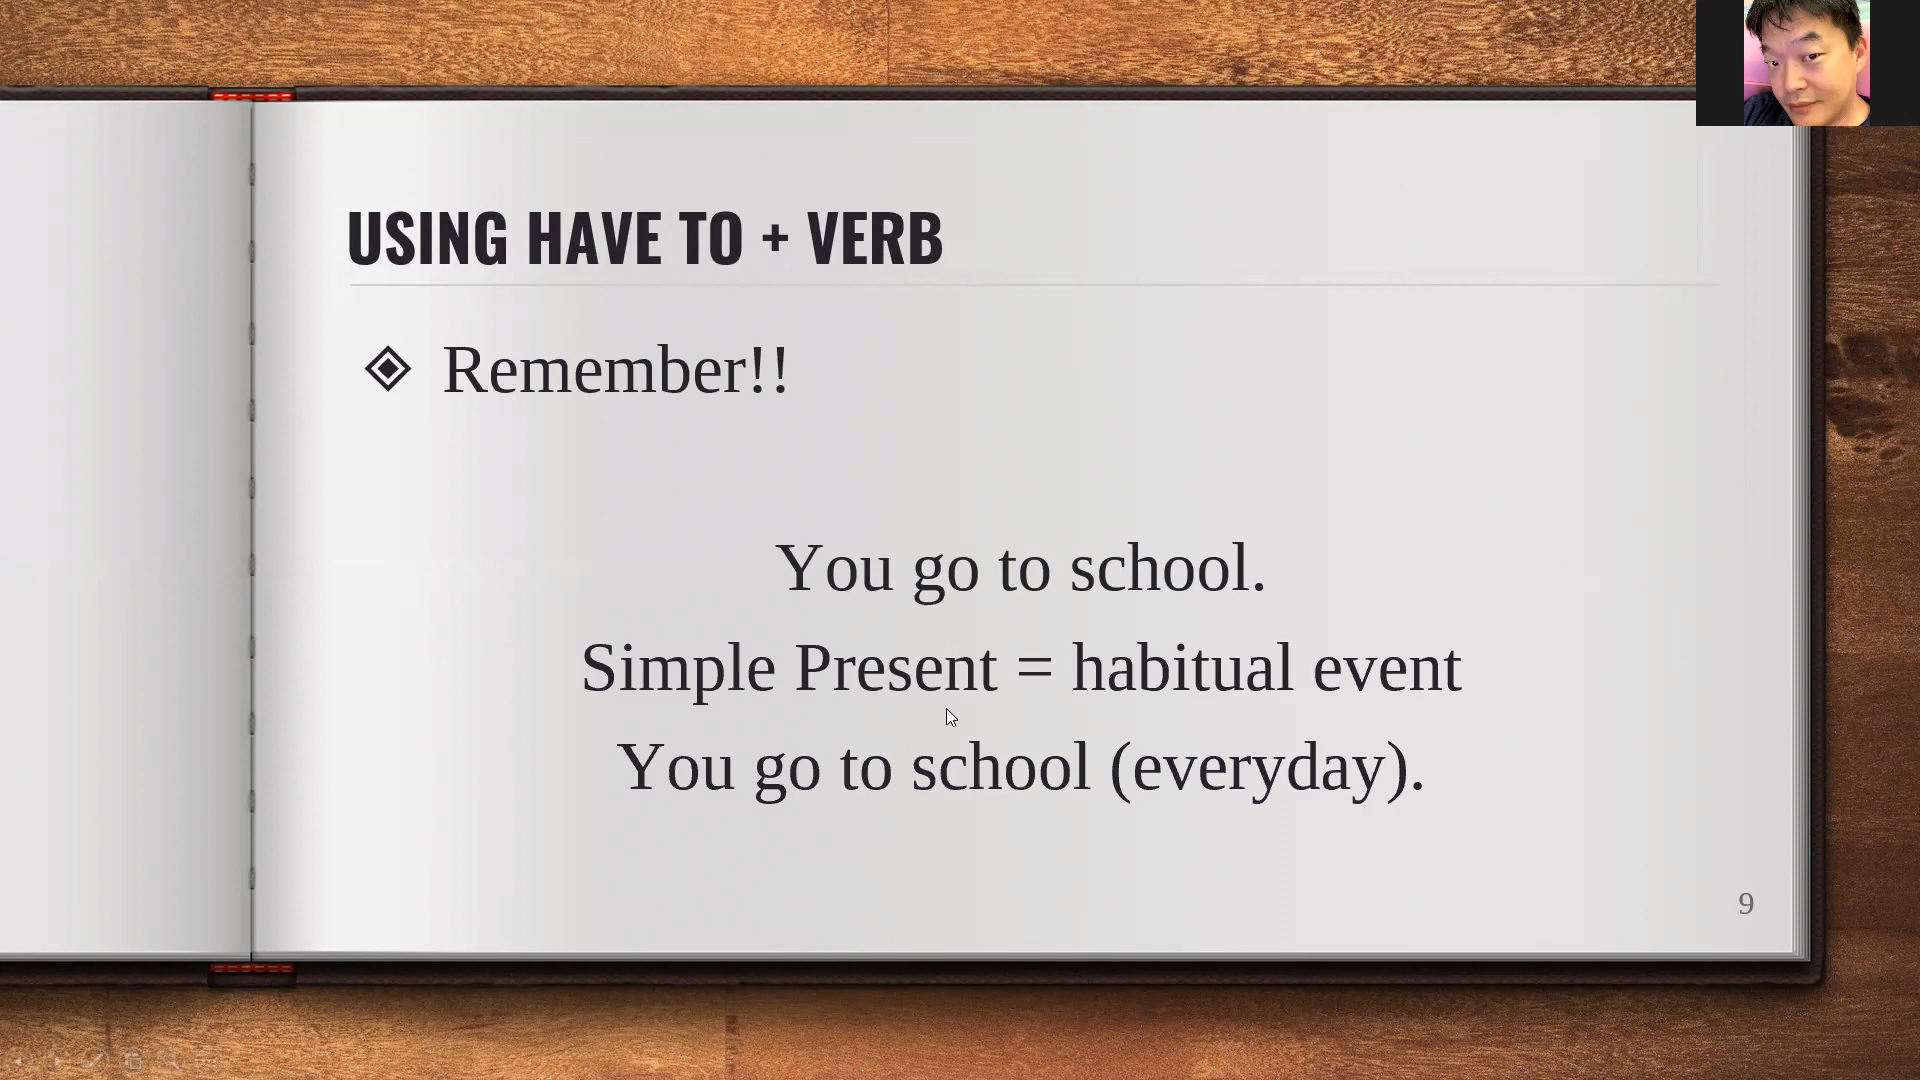 USING HAVE TO + VERB
Remember!!
You go to school.
Simple Present = habitual event
You go to school (everyday).
9